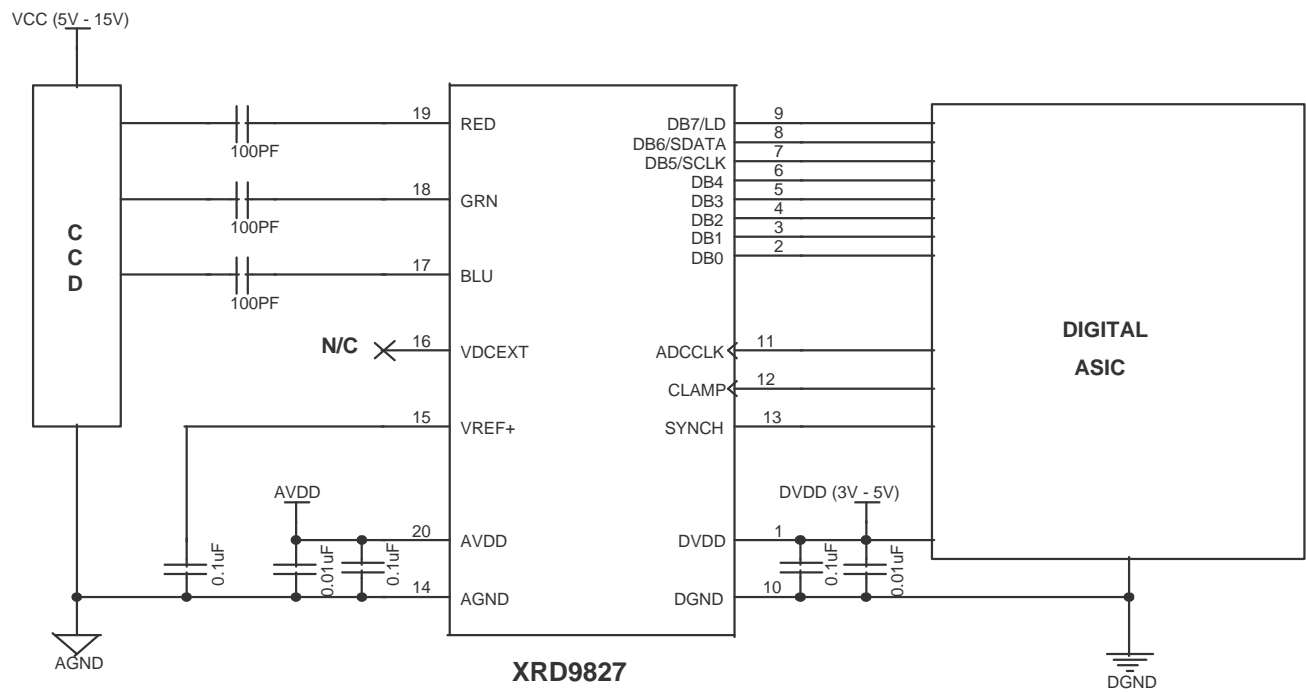 VCC (5V - 15V)
C
C
D
100PF
100PF
100PF
19
RED
18
GRN
17
BLU
N/C
16
VDCEXT
15
VREF+
AVDD
20
AVDD
14
AGND
0.1uF
0.01uF
0.1uF
AGND
DB7/LD
9
DB6/SDATA
8
DB5/SCLK
7
DB4
6
DB3
5
DB2
4
DB1
3
DB0
2
ADCCLK
11
CLAMP
12
SYNCH
13
DVDD (3V - 5V)
DVDD
1
DGND
10
0.1uF
0.01uF
DIGITAL
ASIC
DGND
XRD9827